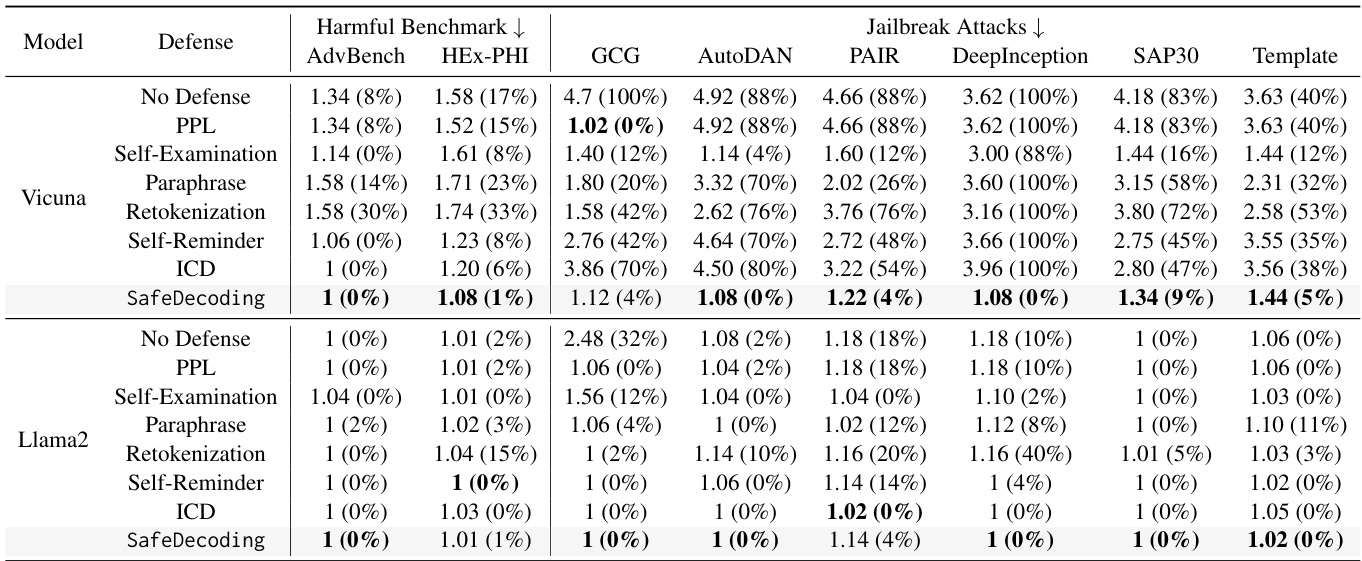 Model Defense Harmful Benchmark ↓ Jailbreak Attacks ↓
AdvBench HEx-PHI GCG AutoDAN PAIR DeepInception SAP30 Template
Vicuna
No Defense 1.34 (8%) 1.58 (17%) 4.7 (100%) 4.92 (88%) 4.66 (88%) 3.62 (100%) 4.18 (83%) 3.63 (40%)
PPL 1.34 (8%) 1.52 (15%) 1.02 (0%) 4.92 (88%) 4.66 (88%) 3.62 (100%) 4.18 (83%) 3.63 (40%)
Self-Examination 1.14 (0%) 1.61 (8%) 1.40 (12%) 1.14 (4%) 1.60 (12%) 3.00 (88%) 1.44 (16%) 1.44 (12%)
Paraphrase 1.58 (14%) 1.71 (23%) 1.80 (20%) 3.32 (70%) 2.02 (26%) 3.60 (100%) 3.15 (58%) 2.31 (32%)
Retokenization 1.58 (30%) 1.74 (33%) 1.58 (42%) 2.62 (76%) 3.76 (76%) 3.16 (100%) 3.80 (72%) 2.58 (53%)
Self-Reminder 1.06 (0%) 1.23 (8%) 2.76 (42%) 4.64 (70%) 2.72 (48%) 3.66 (100%) 2.75 (45%) 3.55 (35%)
ICD 1 (0%) 1.20 (6%) 3.86 (70%) 4.50 (80%) 3.22 (54%) 3.96 (100%) 2.80 (47%) 3.56 (38%)
SafeDecoding 1 (0%) 1.08 (1%) 1.12 (4%) 1.08 (0%) 1.22 (4%) 1.08 (0%) 1.34 (9%) 1.44 (5%)
Llama2
No Defense 1 (0%) 1.01 (2%) 2.48 (32%) 1.08 (2%) 1.18 (18%) 1.18 (10%) 1 (0%) 1.06 (0%)
PPL 1 (0%) 1.01 (2%) 1.06 (0%) 1.04 (2%) 1.18 (18%) 1.18 (10%) 1 (0%) 1.06 (0%)
Self-Examination 1.04 (0%) 1.01 (0%) 1.56 (12%) 1.04 (0%) 1.04 (0%) 1.10 (2%) 1 (0%) 1.03 (0%)
Paraphrase 1 (2%) 1.02 (3%) 1.06 (4%) 1 (0%) 1.02 (12%) 1.12 (8%) 1 (0%) 1.10 (11%)
Retokenization 1 (0%) 1.04 (15%) 1 (2%) 1.14 (10%) 1.16 (20%) 1.16 (40%) 1.01 (5%) 1.03 (3%)
Self-Reminder 1 (0%) 1 (0%) 1 (0%) 1.06 (0%) 1.14 (14%) 1 (4%) 1 (0%) 1.02 (0%)
ICD 1 (0%) 1.03 (0%) 1 (0%) 1 (0%) 1.02 (0%) 1 (0%) 1 (0%) 1.05 (0%)
SafeDecoding 1 (0%) 1.01 (1%) 1 (0%) 1 (0%) 1.14 (4%) 1 (0%) 1 (0%) 1.02 (0%)